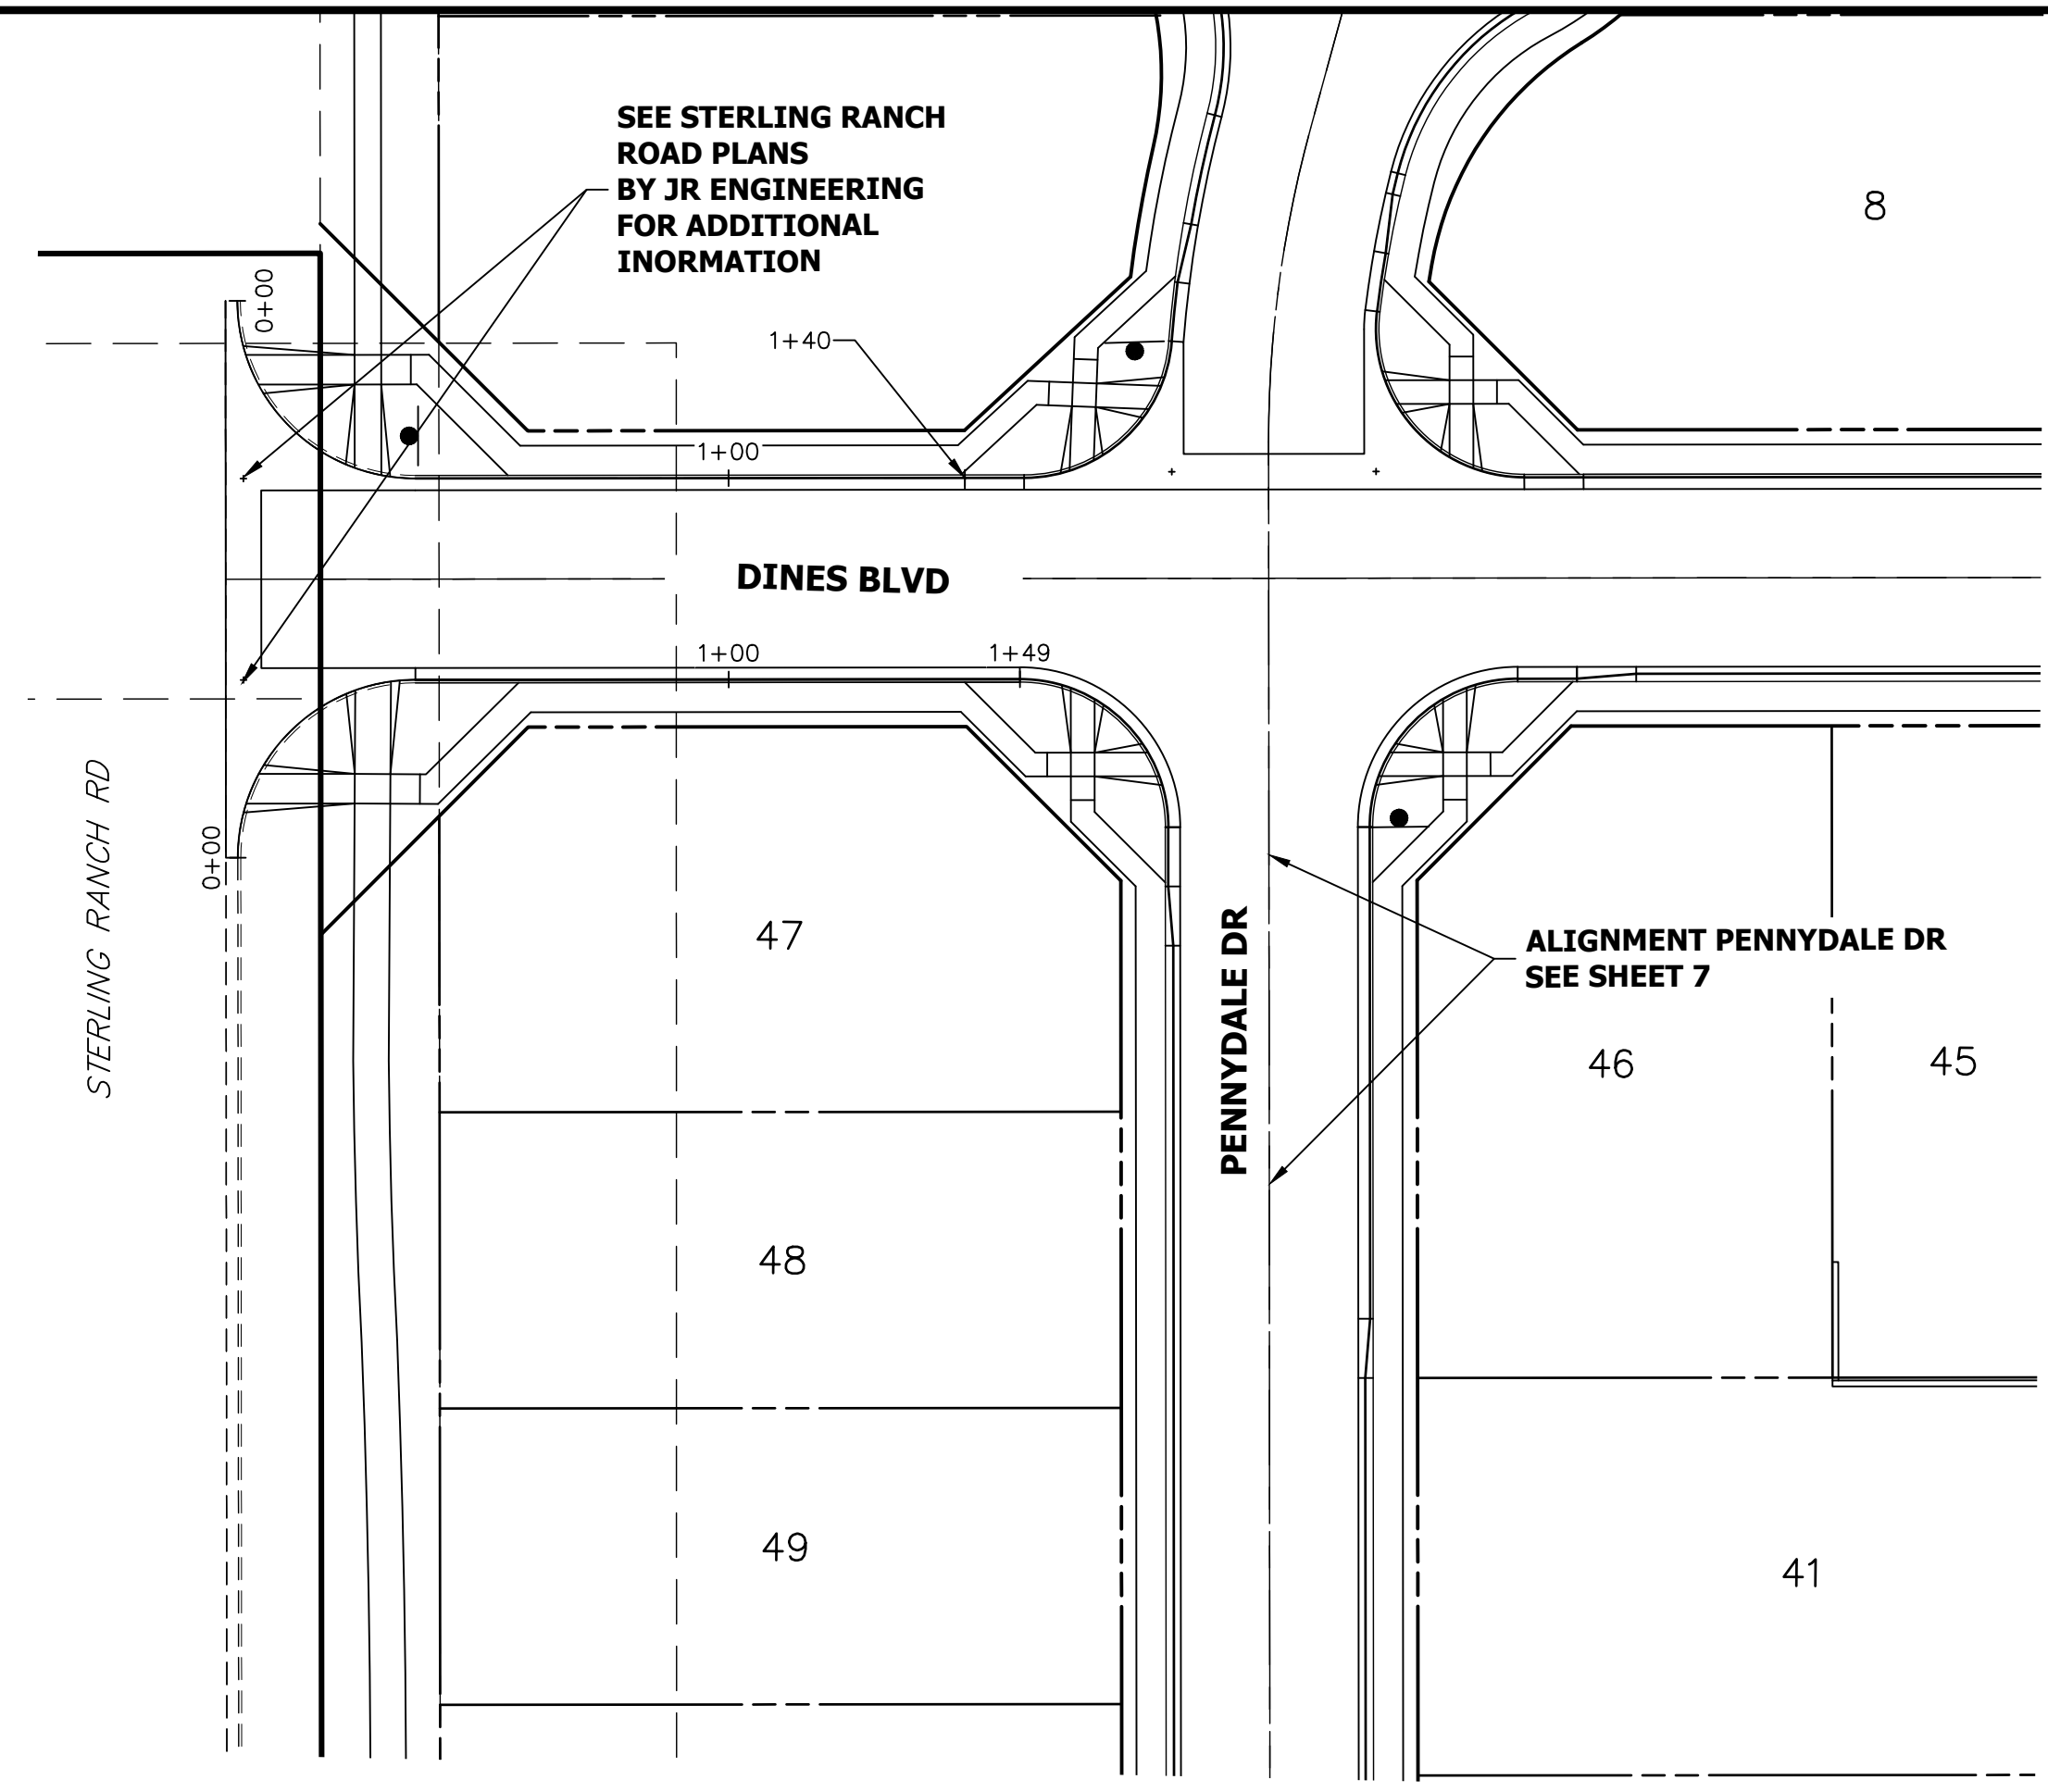 SEE STERLING RANCH
ROAD PLANS
BY JR ENGINEERING
FOR ADDITIONAL
INORMATION
8
0+00
1+40
1+00
DINES BLVD
1+00
1+49
0+00
STERLING RANCH RD
47
PENNYDALE DR
ALIGNMENT PENNYDALE DR
SEE SHEET 7
46
45
48
49
41